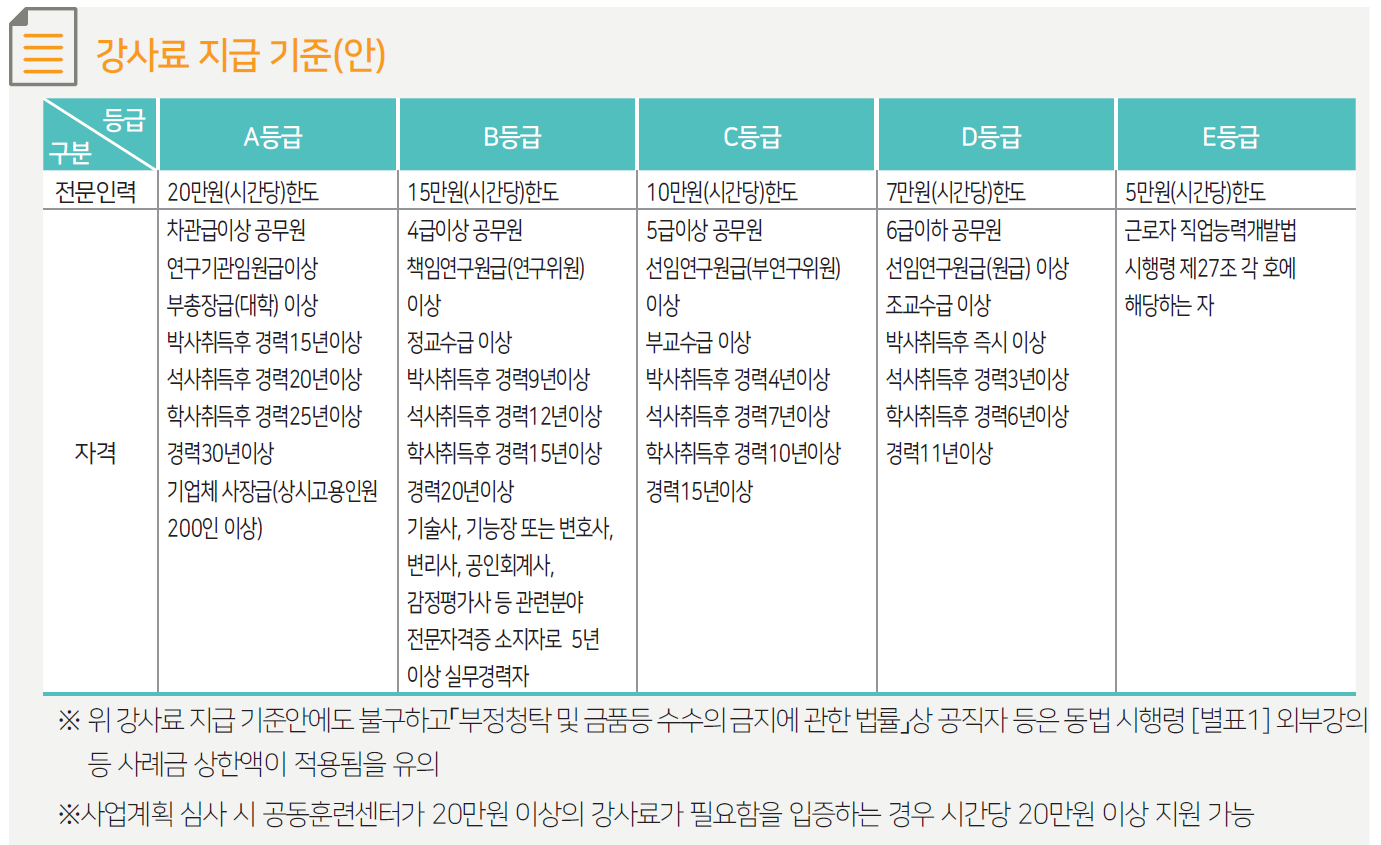 강사료 지급 기준(안)
등급
구분
A등급
B등급
C등급
D등급
E등급
전문인력
20만원(시간당)한도
15만원(시간당)한도
10만원(시간당)한도
7만원(시간당)한도
5만원(시간당)한도
자격
차관급이상 공무원
연구기관임원급이상
부총장급(대학) 이상
박사취득후 경력15년이상
석사취득후 경력20년이상
학사취득후 경력25년이상
경력30년이상
기업체 사장급(상시고용인원
200인 이상)
4급이상 공무원
책임연구원급(연구위원)
이상
정교수급 이상
박사취득후 경력9년이상
석사취득후 경력12년이상
학사취득후 경력15년이상
경력20년이상
기술사, 기능장 또는 변호사,
변리사, 공인회계사,
감정평가사 등 관련분야
전문자격증 소지자로 5년
이상 실무경력자
5급이상 공무원
선임연구원급(부연구위원)
이상
부교수급 이상
박사취득후 경력4년이상
석사취득후 경력7년이상
학사취득후 경력10년이상
경력15년이상
6급이하 공무원
선임연구원급(원급) 이상
조교수급 이상
박사취득후 즉시 이상
석사취득후 경력3년이상
학사취득후 경력6년이상
경력11년이상
근로자 직업능력개발법
시행령 제27조 각 호에
해당하는 자
※ 위 강사료 지급 기준안에도 불구하고「부정청탁 및 금품등 수수의 금지에 관한 법률」상 공직자 등은 동법 시행령 [별표1] 외부강의
등 사례금 상한액이 적용됨을 유의
※사업계획 심사 시 공동훈련센터가 20만원 이상의 강사료가 필요함을 입증하는 경우 시간당 20만원 이상 지원 가능